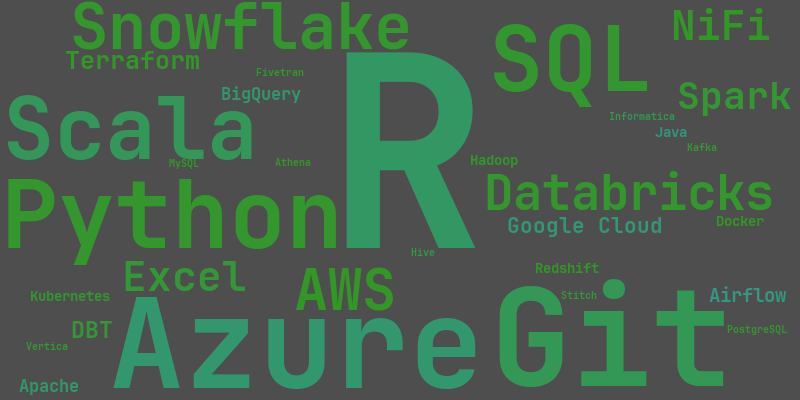 Snowflake
NiFi
SQL
Terraform
Fivetran
R
BigQuery
Spark
Scala
Informatica
Java
Kafka
MySQL
Athena
Hadoop
Python
Databricks
Google Cloud
Docker
Hive
Excel
AWS
Redshift
Kubernetes
Stitch
Airflow
Azure
Git
DBT
PostgreSQL
Vertica
Apache